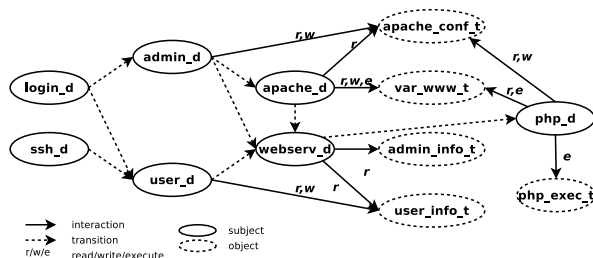 apache_conf_t
r,w
admin_d
r
r,w
login_d
apache_d
r,w,e
var_www_t
r,e
php_d
ssh_d
webserv_d
admin_info_t
e
user_d
r
r,w
r
php_exec_t
user_info_t
interaction
subject
transition
object
r/w/e
read/write/execute